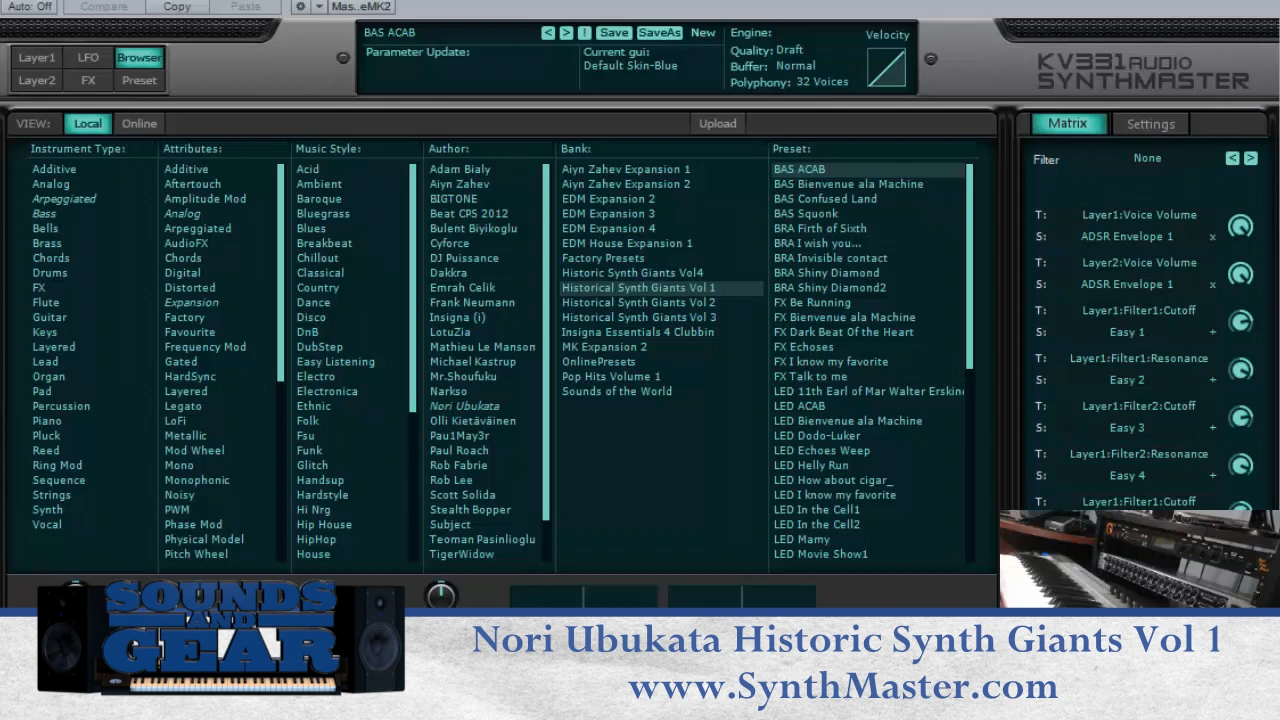 Auto: Off
Compare
Copy
Paste
Mas..eMK2
BAS ACAB
< > ! Save SaveAs New
Parameter Update:
Current gui:
Default Skin-Blue
Engine:
Quality: Draft
Buffer: Normal
Polyphony: 32 Voices
Velocity
Layer1 LFO Browser
Layer2 FX Preset
KV331 AUDIO
SYNTHMASTER
VIEW: Local Online
Upload
Matrix Settings
Instrument Type:
Additive
Analog
Arpeggiated
Bass
Bells
Brass
Chords
Drums
FX
Flute
Guitar
Keys
Layered
Lead
Organ
Pad
Percussion
Piano
Pluck
Reed
Ring Mod
Sequence
Strings
Synth
Vocal
Attributes:
Additive
Aftertouch
Amplitude Mod
Analog
Arpeggiated
AudioFX
Chords
Digital
Distorted
Expansion
Factory
Favourite
Frequency Mod
Gated
HardSync
Layered
Legato
LoFi
Metallic
Mod Wheel
Mono
Monophonic
Noisy
PWM
Phase Mod
Physical Model
Pitch Wheel
Music Style:
Acid
Ambient
Baroque
Bluegrass
Blues
Breakbeat
Chillout
Classical
Country
Dance
Disco
DnB
DubStep
Easy Listening
Electro
Electronica
Ethnic
Folk
Fsu
Funk
Glitch
Handsup
Hardstyle
Hi Nrg
Hip House
HipHop
House
Author:
Adam Bialy
Aiyn Zahev
BIGTONE
Beat CPS 2012
Bulent Biyikoglu
Cyforce
DJ Puissance
Dakkra
Emrah Celik
Frank Neumann
Insigna (i)
LotuZia
Mathieu Le Manson
Michael Kastrup
Mr.Shoufuku
Narkso
Nori Ubukata
Olli Kietäväinen
Pau1May3r
Paul Roach
Rob Fabrie
Rob Lee
Scott Solida
Stealth Bopper
Subject
Teoman Pasinlioglu
TigerWidow
Bank:
Aiyn Zahev Expansion 1
Aiyn Zahev Expansion 2
EDM Expansion 2
EDM Expansion 3
EDM Expansion 4
EDM House Expansion 1
Factory Presets
Historic Synth Giants Vol4
Historical Synth Giants Vol 1
Historical Synth Giants Vol 2
Historical Synth Giants Vol 3
Insigna Essentials 4 Clubbin
MK Expansion 2
OnlinePresets
Pop Hits Volume 1
Sounds of the World
Preset:
BAS ACAB
BAS Bienvenue ala Machine
BAS Confused Land
BAS Squonk
BRA Firth of Sixth
BRA I wish you...
BRA Invisible contact
BRA Shiny Diamond
BRA Shiny Diamond2
FX Be Running
FX Bienvenue ala Machine
FX Dark Beat Of the Heart
FX Echoses
FX I know my favorite
FX Talk to me
LED 11th Earl of Mar Walter Erskine
LED ACAB
LED Bienvenue ala Machine
LED Dodo-Luker
LED Echoes Weep
LED Helly Run
LED How about cigar_
LED I know my favorite
LED In the Cell1
LED In the Cell2
LED Mamy
LED Movie Show1
Filter None < >
T: Layer1:Voice Volume
S: ADSR Envelope 1 x
T: Layer2:Voice Volume
S: ADSR Envelope 1 x
T: Layer1:Filter1:Cutoff
S: Easy 1 +
T: Layer1:Filter1:Resonance
S: Easy 2 +
T: Layer1:Filter2:Cutoff
S: Easy 3 +
T: Layer1:Filter2:Resonance
S: Easy 4 +
T: Layer1:Filter1:Cutoff
SOUNDS
AND
GEAR
Nori Ubukata Historic Synth Giants Vol 1
www.SynthMaster.com